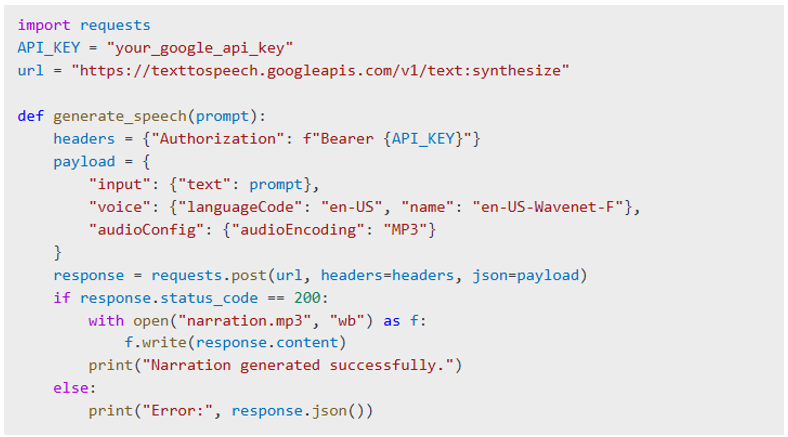 import requests
API_KEY = "your_google_api_key"
url = "https://texttospeech.googleapis.com/v1/text:synthesize"

def generate_speech(prompt):
    headers = {"Authorization": f"Bearer {API_KEY}"}
    payload = {
        "input": {"text": prompt},
        "voice": {"languageCode": "en-US", "name": "en-US-Wavenet-F"},
        "audioConfig": {"audioEncoding": "MP3"}
    }
    response = requests.post(url, headers=headers, json=payload)
    if response.status_code == 200:
        with open("narration.mp3", "wb") as f:
            f.write(response.content)
        print("Narration generated successfully.")
    else:
        print("Error:", response.json())